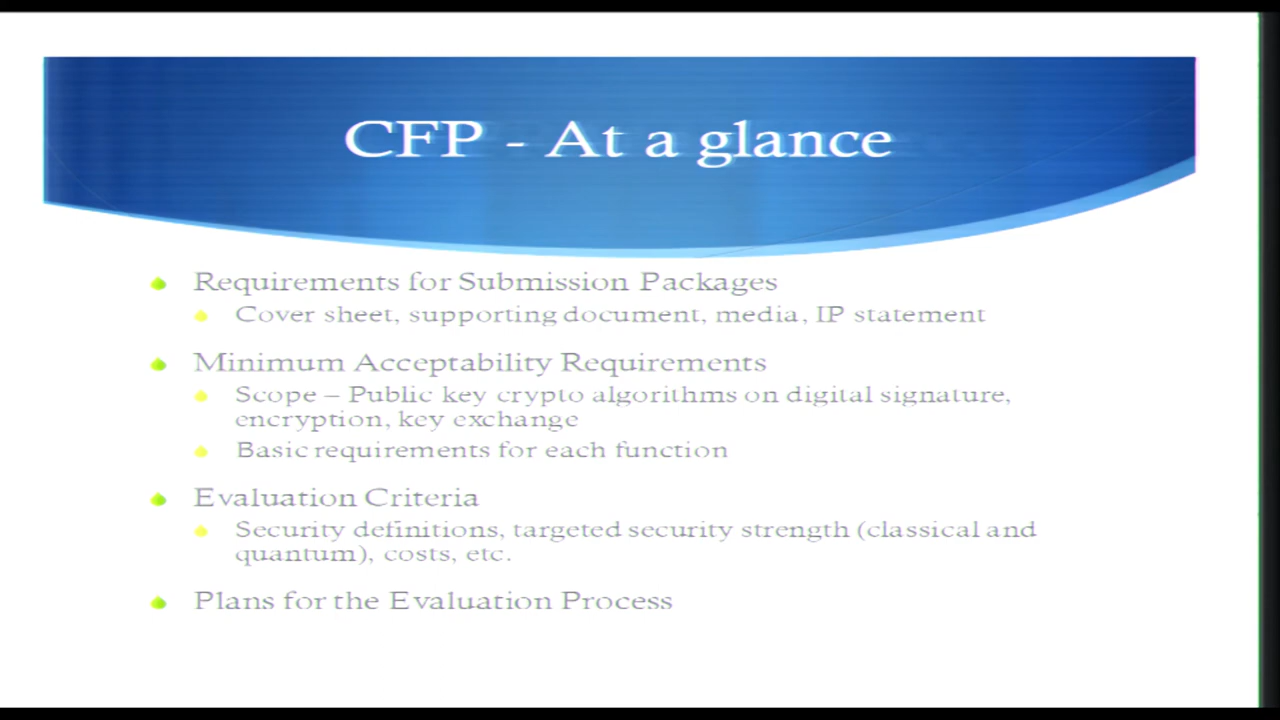 CFP - At a glance
Requirements for Submission Packages
Cover sheet, supporting document, media, IP statement
Minimum Acceptability Requirements
Scope – Public key crypto algorithms on digital signature,
encryption, key exchange
Basic requirements for each function
Evaluation Criteria
Security definitions, targeted security strength (classical and
quantum), costs, etc.
Plans for the Evaluation Process